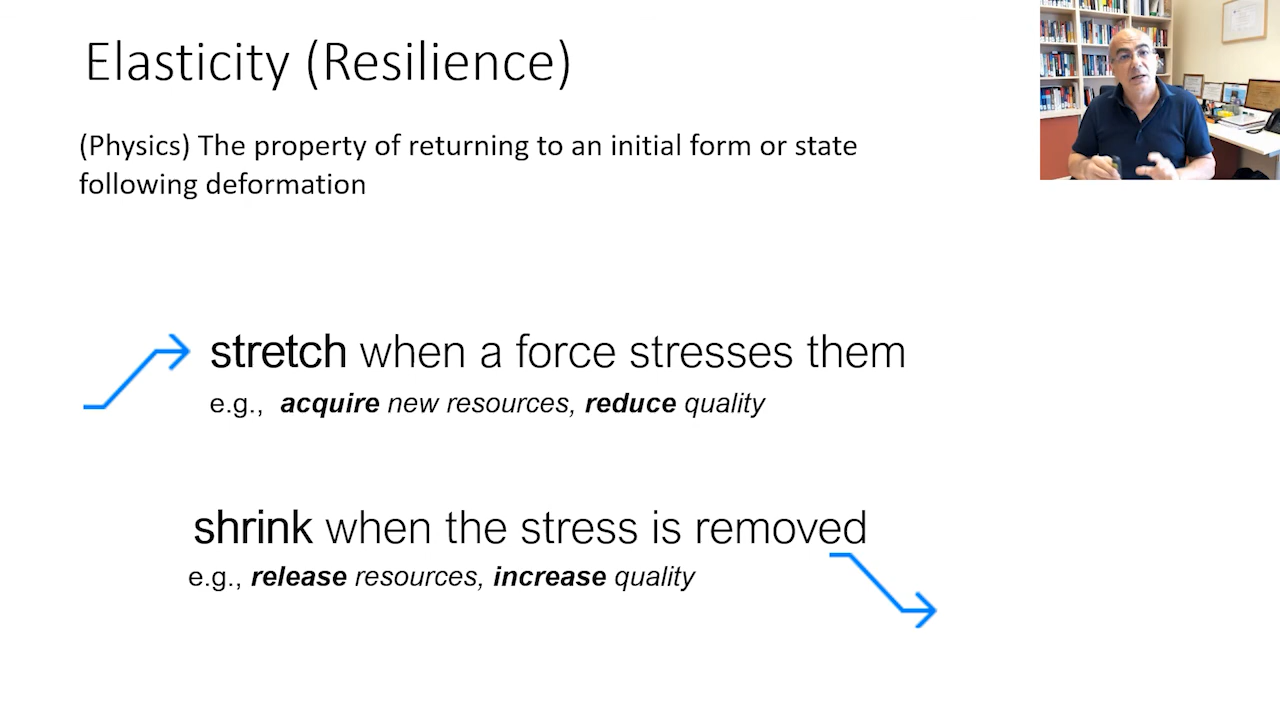 Elasticity (Resilience)
(Physics) The property of returning to an initial form or state
following deformation
stretch when a force stresses them
e.g., acquire new resources, reduce quality
shrink when the stress is removed
e.g., release resources, increase quality